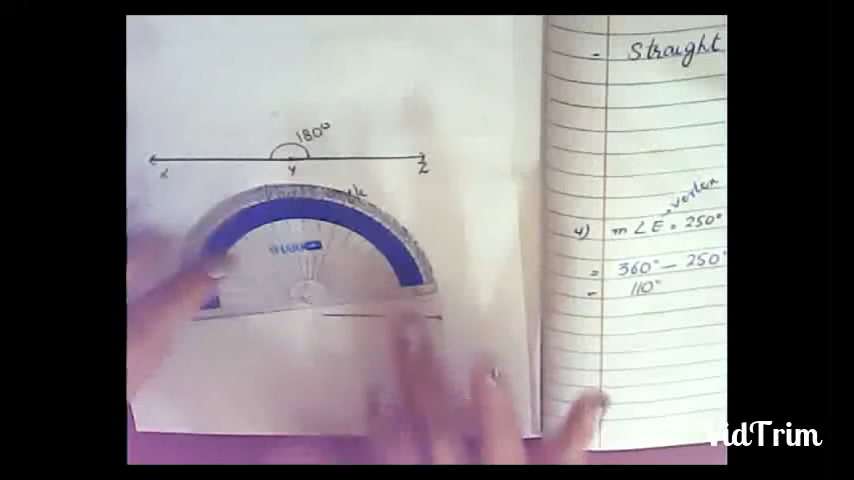 180°
Y
Z
- Straight
vertex
4) m∠E = 250°
= 360° - 250°
= 110°
VidTrim